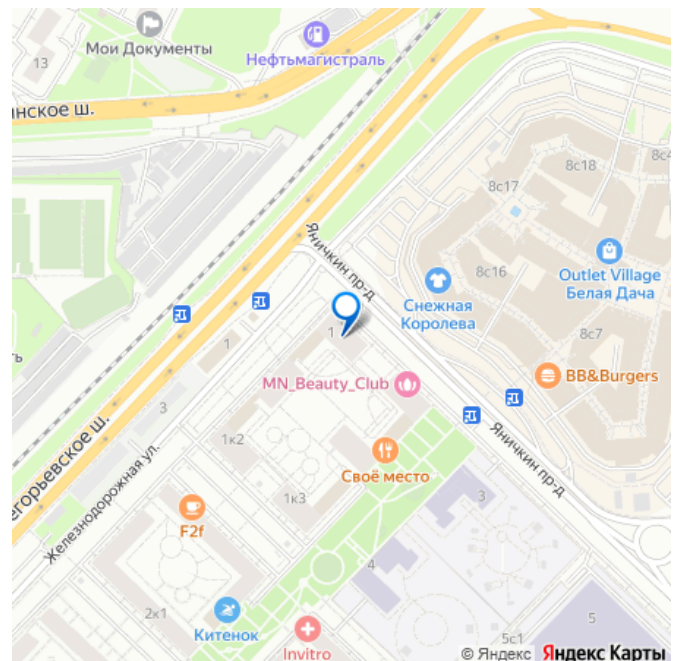 Мои Документы
13
Нефтьмагистраль
нское ш.
8с18
8с4
8с17
Яничкин пр-д
8с16
Outlet Village
Белая Дача
Снежная
Королева
1
1
8с7
BB&Burgers
MN_Beauty_Club
ть
3
егорьевское ш.
Железнодорожная ул.
1к2
Яничкин пр-д
Своё место
1к3
3
F2f
4
2к1
Китенок
5
Invitro
5с1
© Яндекс Яндекс Карты